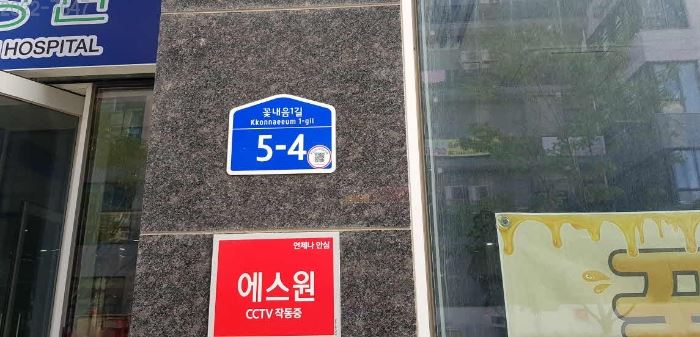 HOSPITAL
꽃내음1길
Kkonnaeeum 1-gil
5-4
언제나 안심
에스원
CCTV 작동중